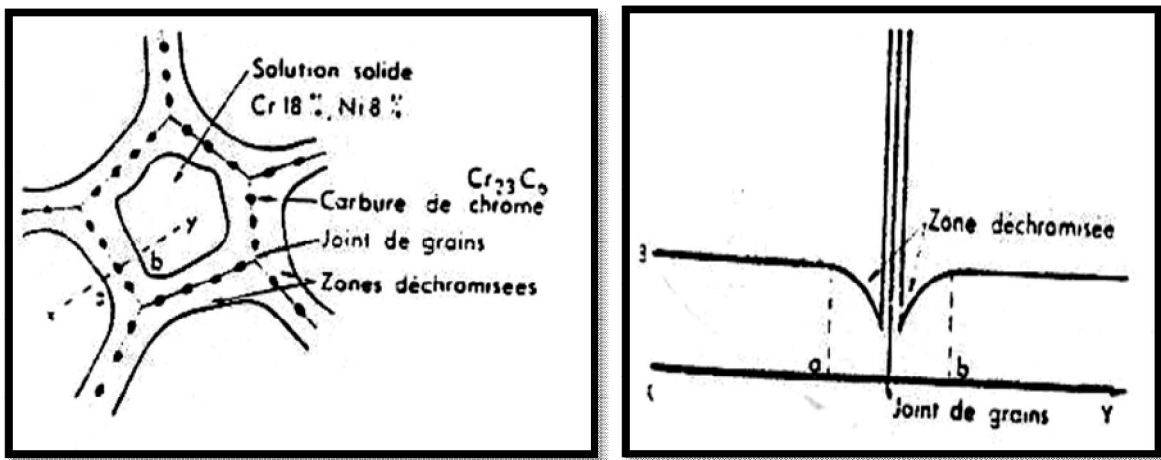 Solution solide
Cr 18 %, Ni 8 %
Cr23C6
Carbure de chrome
Joint de grains
Zones déchromisees
y
b
a
x
Zone déchromisée
a
b
Joint de grains
Y